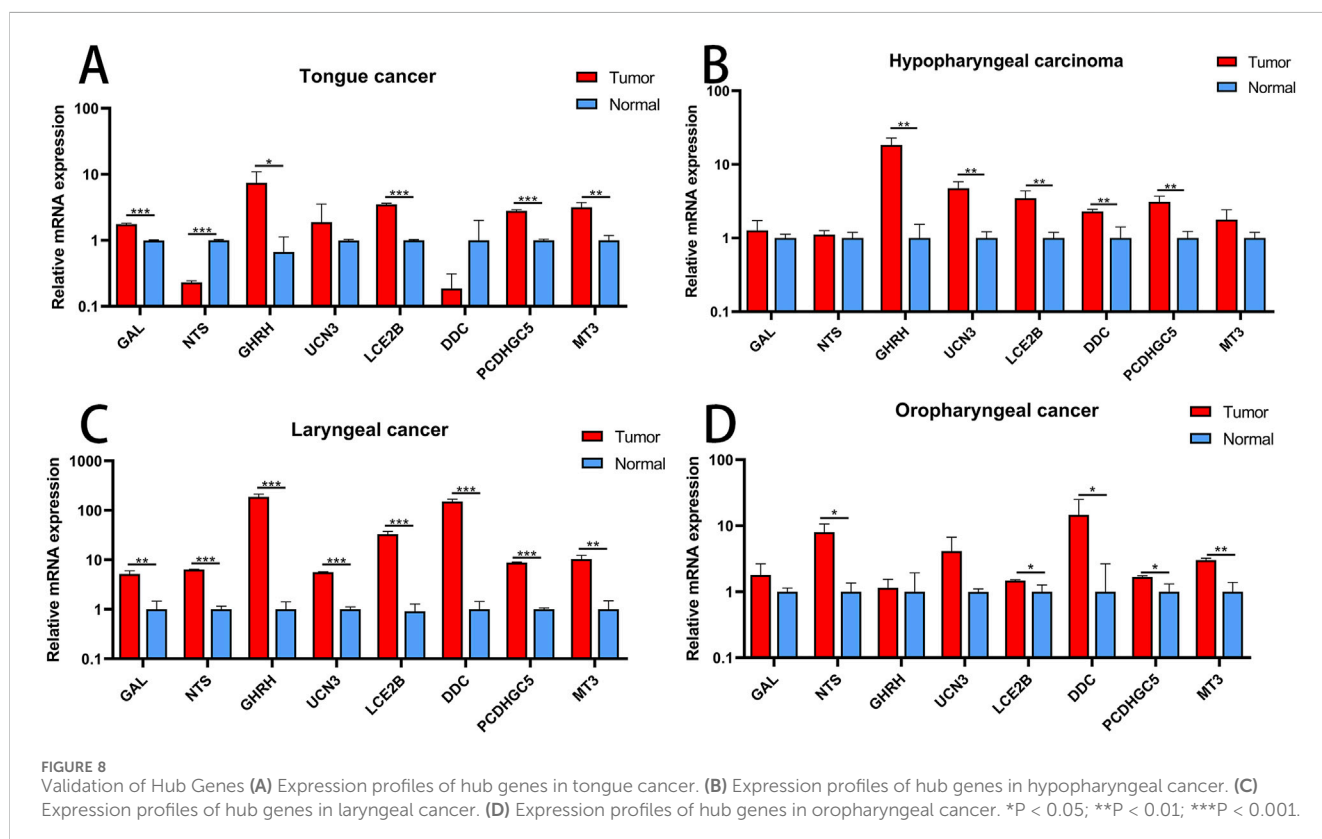 A
Tongue cancer
Tumor
Normal
Relative mRNA expression
100
10
1
0.1
***
***
*
***
***
**
GAL
NTS
GHRH
UCN3
LCE2B
DDC
PCDHGC5
MT3
B
Hypopharyngeal carcinoma
Tumor
Normal
Relative mRNA expression
100
10
1
0.1
**
**
**
**
**
GAL
NTS
GHRH
UCN3
LCE2B
DDC
PCDHGC5
MT3
C
Laryngeal cancer
Tumor
Normal
Relative mRNA expression
1000
100
10
1
0.1
**
***
***
***
***
***
***
**
GAL
NTS
GHRH
UCN3
LCE2B
DDC
PCDHGC5
MT3
D
Oropharyngeal cancer
Tumor
Normal
Relative mRNA expression
100
10
1
0.1
*
*
*
*
**
GAL
NTS
GHRH
UCN3
LCE2B
DDC
PCDHGC5
MT3
FIGURE 8
Validation of Hub Genes (A) Expression profiles of hub genes in tongue cancer. (B) Expression profiles of hub genes in hypopharyngeal cancer. (C)
Expression profiles of hub genes in laryngeal cancer. (D) Expression profiles of hub genes in oropharyngeal cancer. *P < 0.05; **P < 0.01; ***P < 0.001.